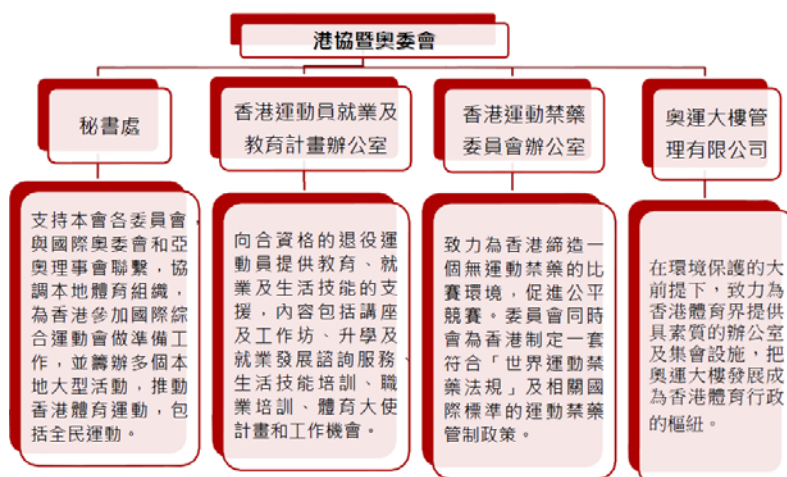 港協暨奧委會
秘書處
香港運動員就業及
教育計畫辦公室
香港運動禁藥
委員會辦公室
奧運大樓管
理有限公司
支持本會各委員會，
與國際奧委會和亞
奧理事會聯繫，協
調本地體育組織，
為香港參加國際綜
合運動會做準備工
作，並籌辦多個本
地大型活動，推動
香港體育運動，包
括全民運動。
向合資格的退役運
動員提供教育、就
業及生活技能的支
援，內容包括講座
及工作坊、升學及
就業發展諮詢服務、
生活技能培訓、職
業培訓、體育大使
計畫和工作機會。
致力為香港締造一
個無運動禁藥的比
賽環境，促進公平
競賽。委員會同時
會為香港制定一套
符合「世界運動禁
藥法規」及相關國
際標準的運動禁藥
管制政策。
在環境保護的大
前提下，致力為
香港體育界提供
具素質的辦公室
及集會設施，把
奧運大樓發展成
為香港體育行政
的樞紐。